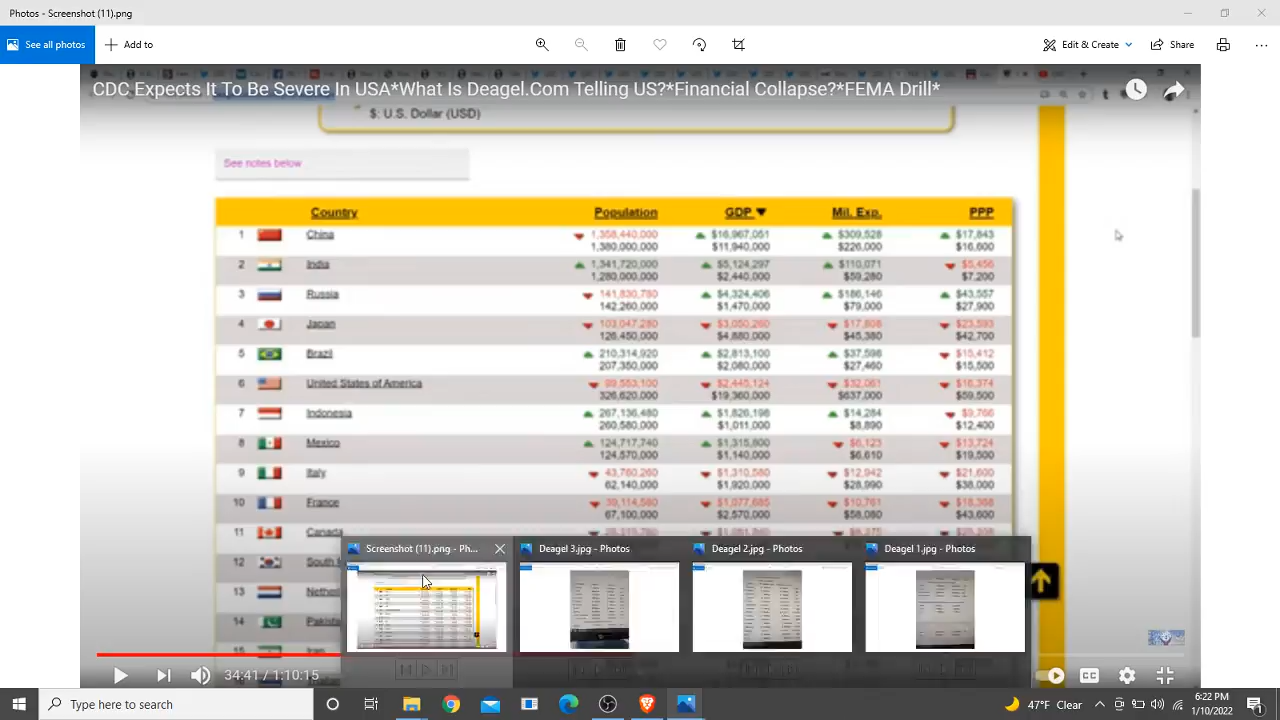 Photos - Screenshot (11).png
See all photos + Add to Edit & Create Share
CDC Expects It To Be Severe In USA*What Is Deagel.Com Telling US?*Financial Collapse?*FEMA Drill*
$: U.S. Dollar (USD)
See notes below
Country Population GDP ▼ Mil. Exp. PPP
1 China 1,358,440,000 $16,967,051 $309,528 $17,843
1,380,000,000 $11,940,000 $226,000 $16,600
2 India 1,341,720,000 $5,124,297 $110,071 $5,456
1,280,000,000 $2,440,000 $59,280 $7,200
3 Russia 141,830,780 $4,324,406 $186,146 $43,557
142,260,000 $1,470,000 $79,000 $27,900
4 Japan 103,047,280 $3,050,260 $17,808 $23,593
126,450,000 $4,880,000 $45,380 $42,700
5 Brazil 210,314,920 $2,813,100 $37,598 $15,412
207,350,000 $2,080,000 $27,460 $15,500
6 United States of America 99,553,100 $2,445,124 $32,061 $16,374
326,620,000 $19,360,000 $637,000 $59,500
7 Indonesia 267,136,480 $1,826,198 $14,284 $9,766
260,580,000 $1,011,000 $8,890 $12,400
8 Mexico 124,717,740 $1,315,800 $6,123 $13,724
124,570,000 $1,140,000 $6,610 $19,500
9 Italy 43,760,260 $1,310,580 $12,942 $21,600
62,140,000 $1,920,000 $28,990 $38,000
10 France 39,114,580 $1,077,685 $10,761 $18,368
67,100,000 $2,570,000 $58,080 $43,600
11 Canada
12 South
13
14
15 Iran
Screenshot (11).png - Ph... Deagel 3.jpg - Photos Deagel 2.jpg - Photos Deagel 1.jpg - Photos
34:41 / 1:10:15 CC
Type here to search 47°F Clear 6:22 PM
1/10/2022